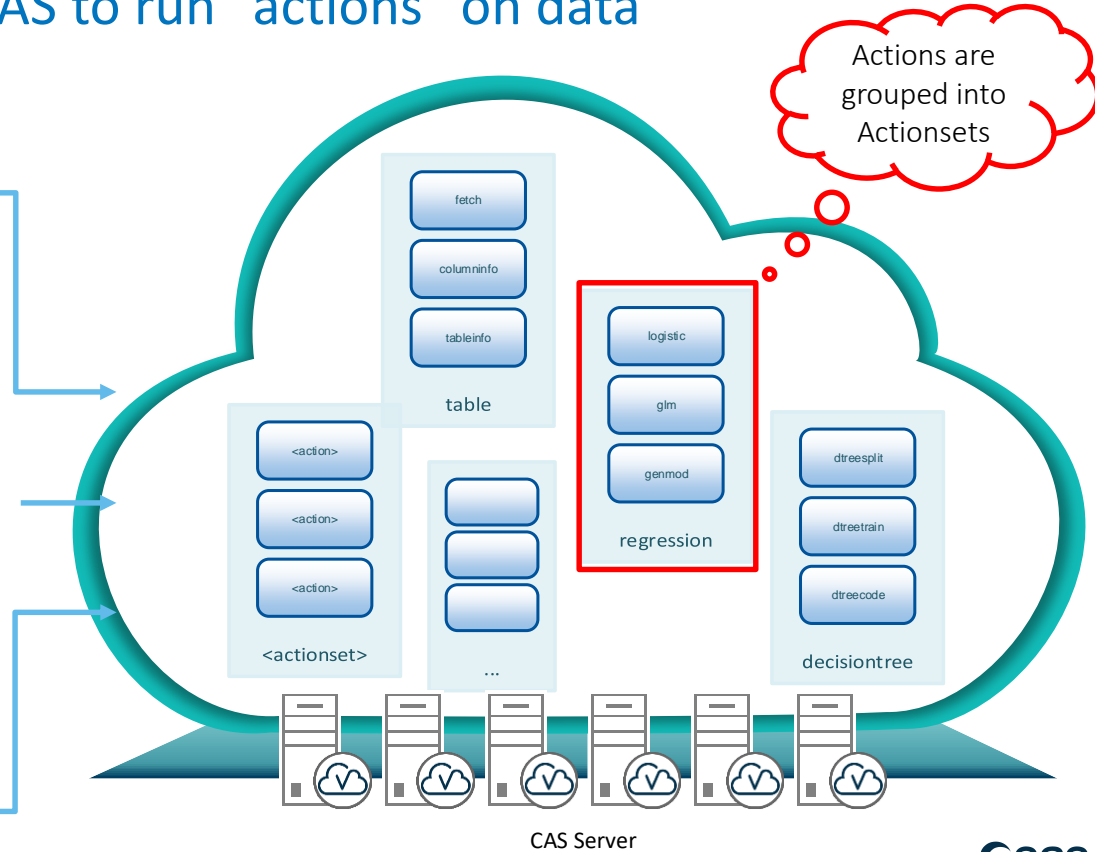 AS to run "actions" on data
Actions are
grouped into
Actionsets
fetch
columninfo
tableinfo
table
logistic
glm
genmod
regression
<action>
<action>
<action>
<actionset>
...
dtreesplit
dtreetrain
dtreecode
decisiontree
V
V
V
V
V
V
CAS Server